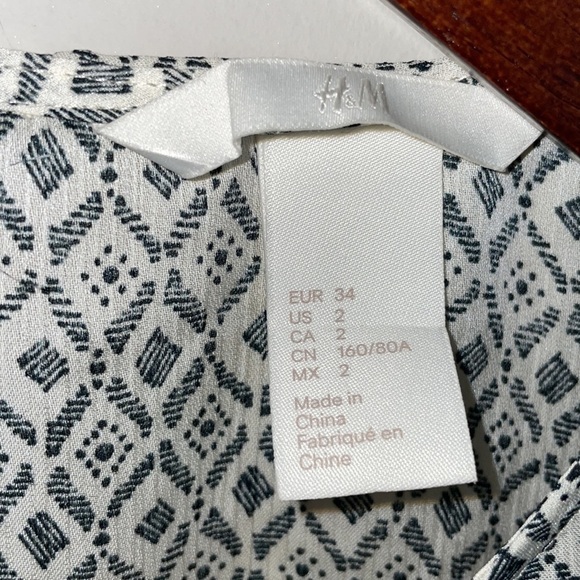 H&M
EUR 34
US 2
CA 2
CN 160/80A
MX 2
Made in
China
Fabriqué en
Chine